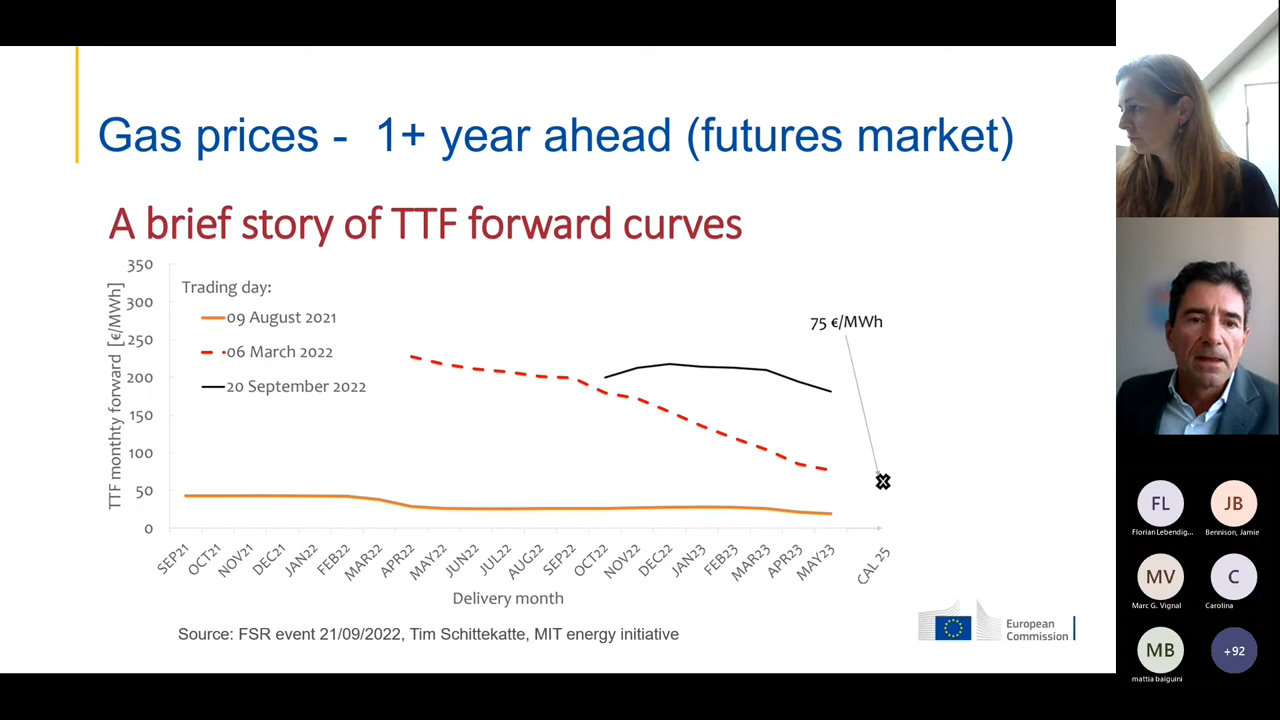 Gas prices - 1+ year ahead (futures market)
A brief story of TTF forward curves
TTF monthty forward [€/MWh]
350
300
250
200
150
100
50
0
Trading day:
09 August 2021
06 March 2022
20 September 2022
75 €/MWh
SEP21
OCT21
NOV21
DEC21
JAN22
FEB22
MAR22
APR22
MAY22
JUN22
JUL22
AUG22
SEP22
OCT22
NOV22
DEC22
JAN23
FEB23
MAR23
APR23
MAY23
CAL 25
Delivery month
Source: FSR event 21/09/2022, Tim Schittekatte, MIT energy initiative
European
Commission
FL
JB
Florian Lebendig...
Bennison, Jamie
MV
C
Marc G. Vignal
Carolina
MB
+92
mattia baiguini